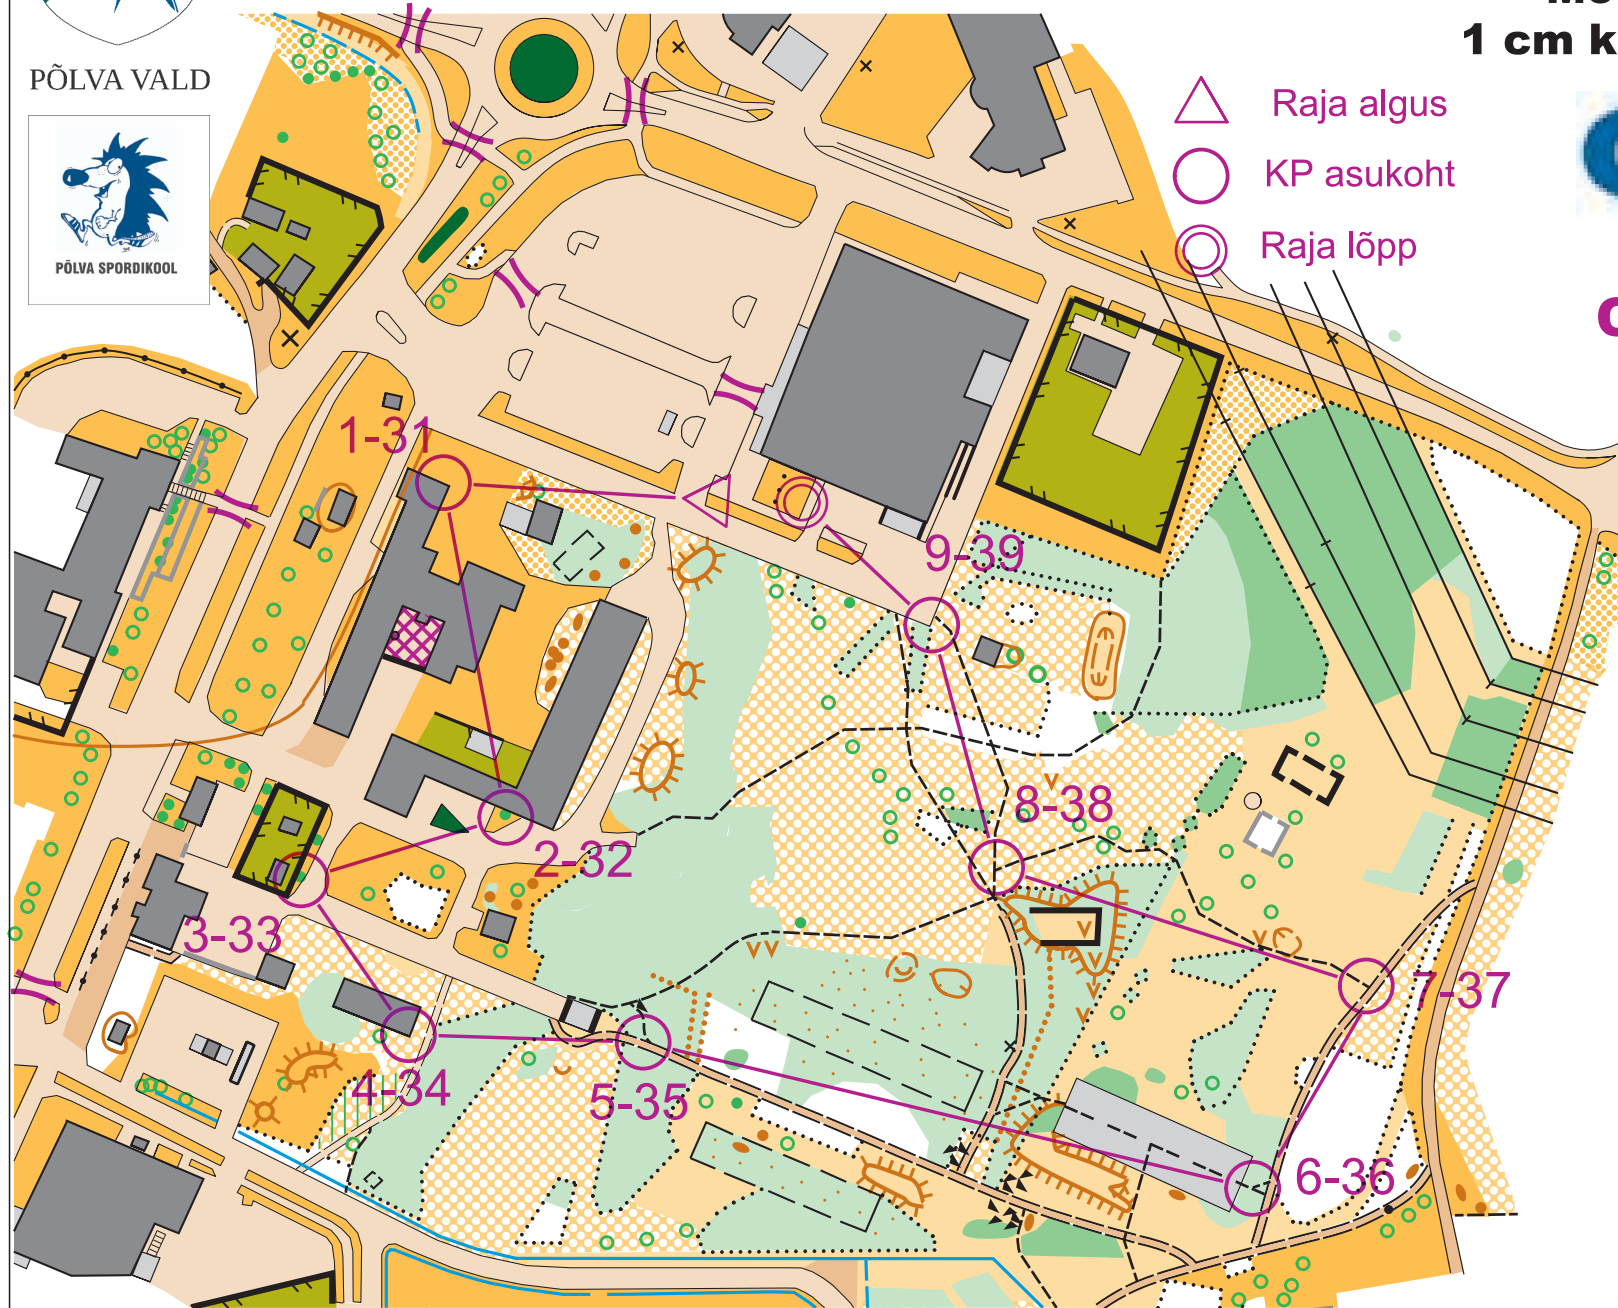 1 cm k
PÕLVA VALD
PÕLVA SPORDIKOOL
Raja algus
KP asukoht
Raja lõpp
1-31
9-39
8-38
2-32
3-33
7-37
4-34
5-35
6-36